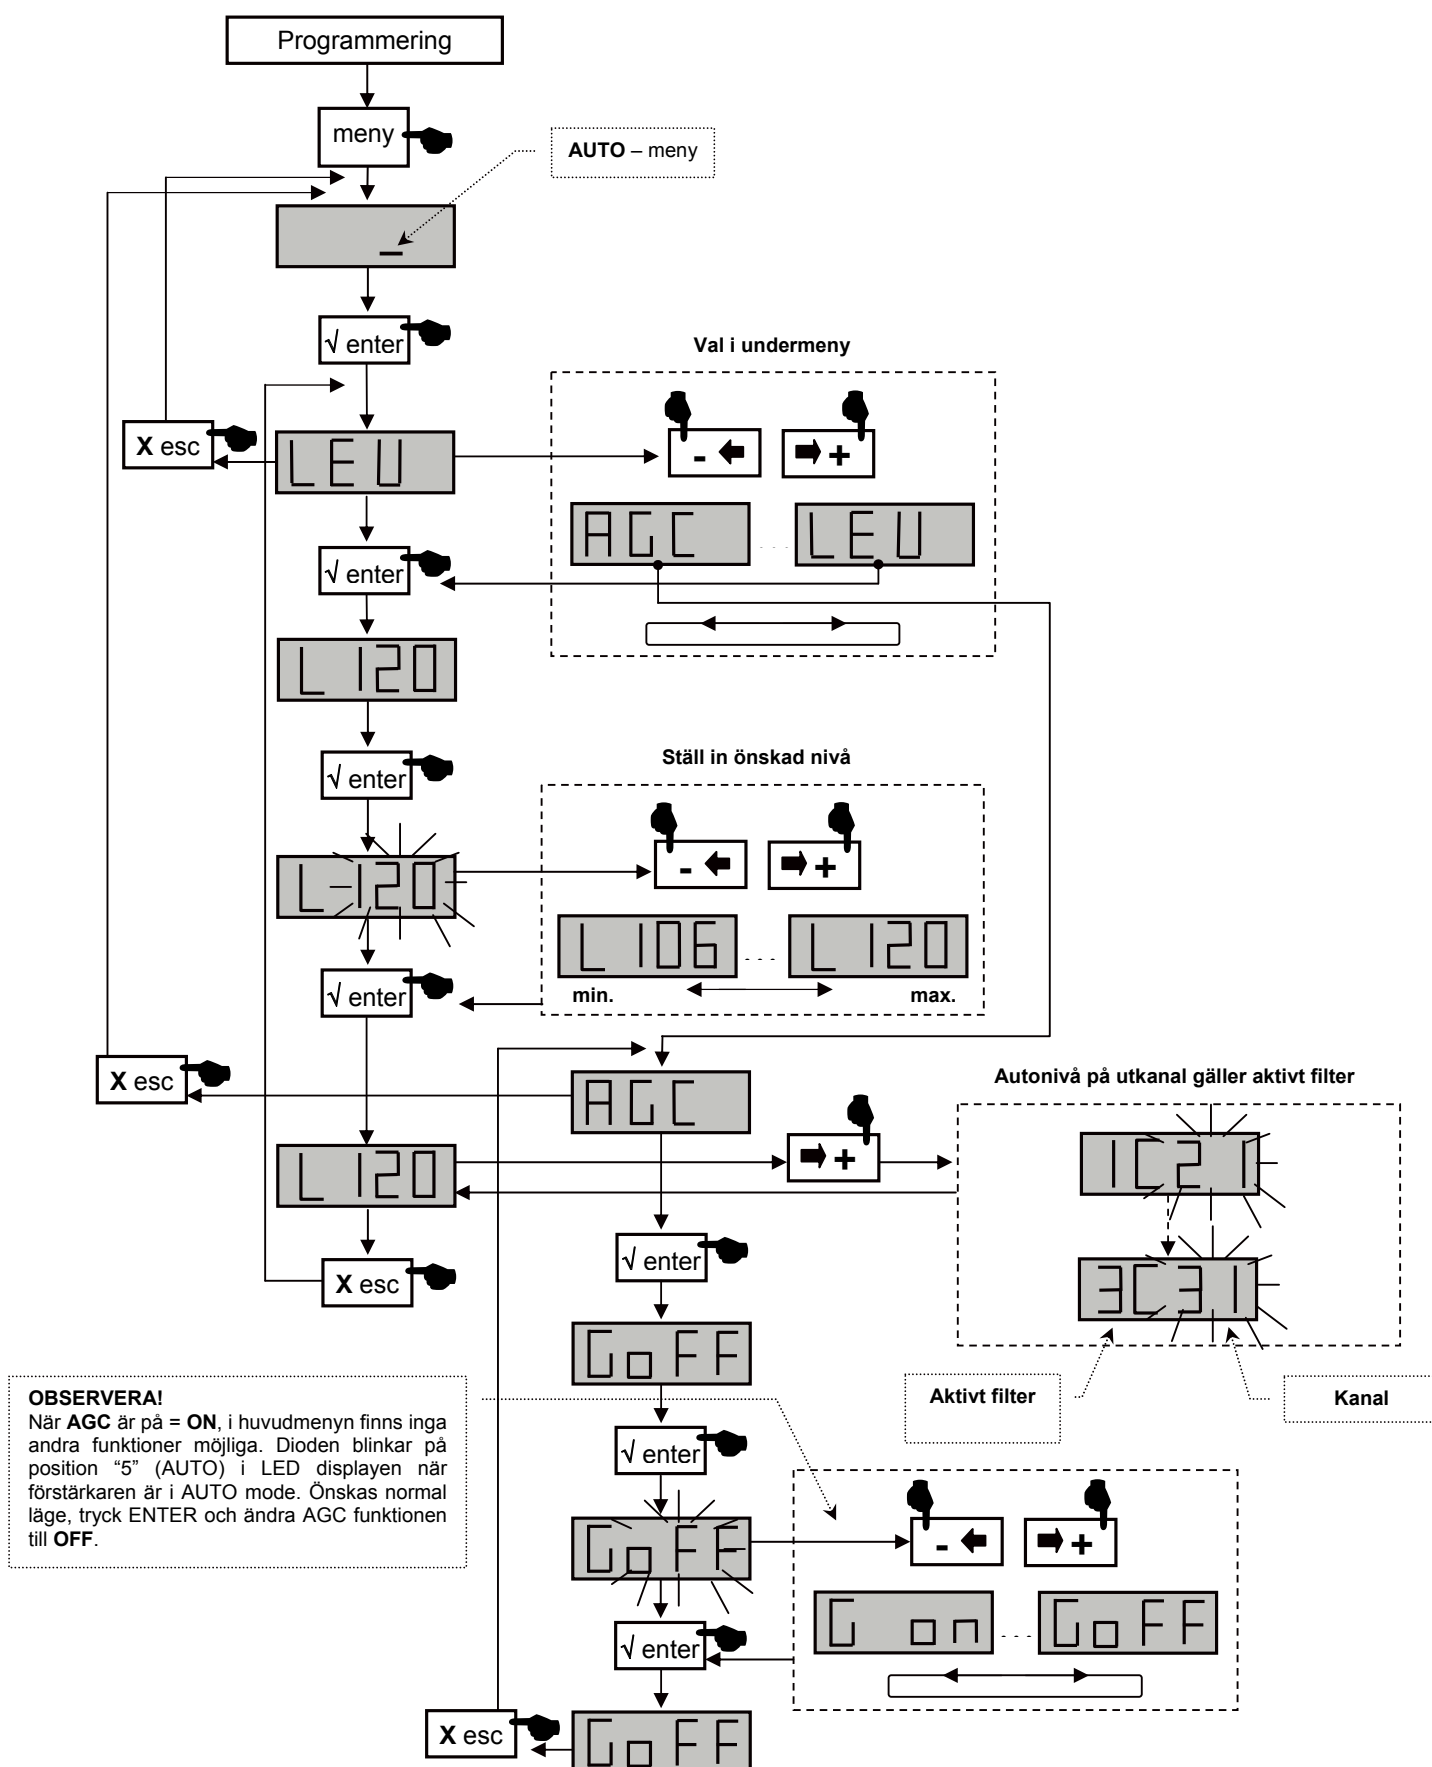 Programmering
meny
AUTO – meny
√ enter
Val i undermeny
X esc
LEU
- +
AGC ... LEU
√ enter
L 120
Ställ in önskad nivå
√ enter
L 120
- +
L 106 ... L 120
min. max.
√ enter
X esc
AGC
Autonivå på utkanal gäller aktivt filter
1C21
+
L 120
√ enter
X esc
3C31
GoFF
Aktivt filter
Kanal
OBSERVERA!
När AGC är på = ON, i huvudmenyn finns inga
andra funktioner möjliga. Dioden blinkar på
position “5” (AUTO) i LED displayen när
förstärkaren är i AUTO mode. Önskas normal
läge, tryck ENTER och ändra AGC funktionen
till OFF.
√ enter
GoFF
- +
G on ... GoFF
√ enter
X esc
GoFF